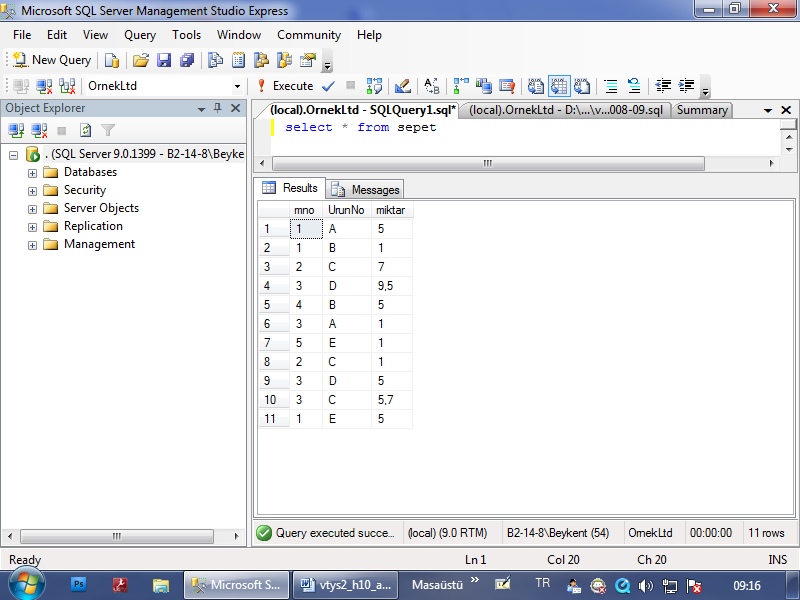 Microsoft SQL Server Management Studio Express
File Edit View Query Tools Window Community Help
New Query
OrnekLtd Execute
Object Explorer
. (SQL Server 9.0.1399 - B2-14-8\Beyke
Databases
Security
Server Objects
Replication
Management
(local).OrnekLtd - SQLQuery1.sql* (local).OrnekLtd - D:\...\v...008-09.sql Summary
select * from sepet
Results Messages
mno UrunNo miktar
1 1 A 5
2 1 B 1
3 2 C 7
4 3 D 9,5
5 4 B 5
6 3 A 1
7 5 E 1
8 2 C 1
9 3 D 5
10 3 C 5,7
11 1 E 5
Query executed succe... (local) (9.0 RTM) B2-14-8\Beykent (54) OrnekLtd 00:00:00 11 rows
Ready Ln 1 Col 20 Ch 20 INS
Ps Microsoft S... vtys2_h10_a... Masaüstü » TR 09:16